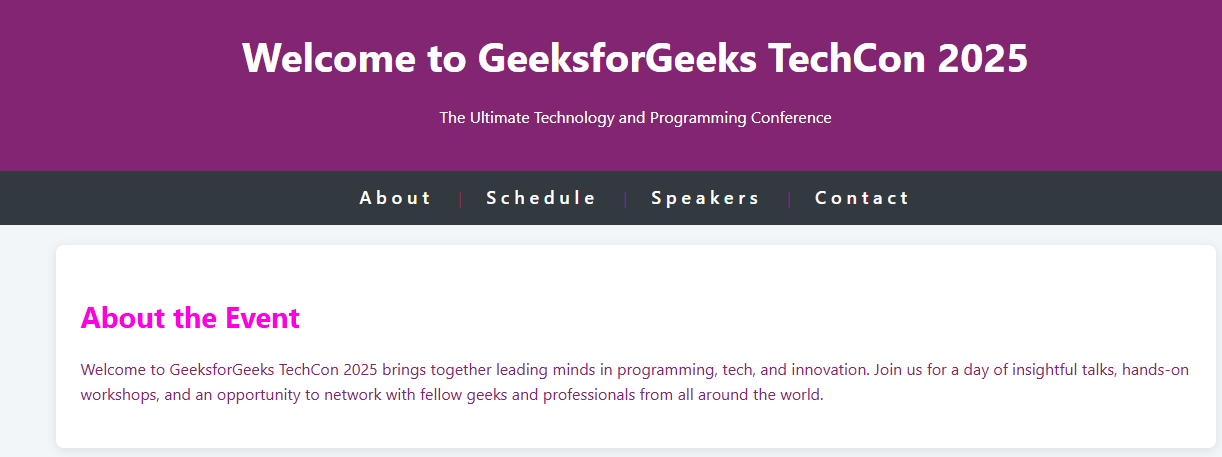 Welcome to GeeksforGeeks TechCon 2025
The Ultimate Technology and Programming Conference
About | Schedule | Speakers | Contact
About the Event
Welcome to GeeksforGeeks TechCon 2025 brings together leading minds in programming, tech, and innovation. Join us for a day of insightful talks, hands-on
workshops, and an opportunity to network with fellow geeks and professionals from all around the world.